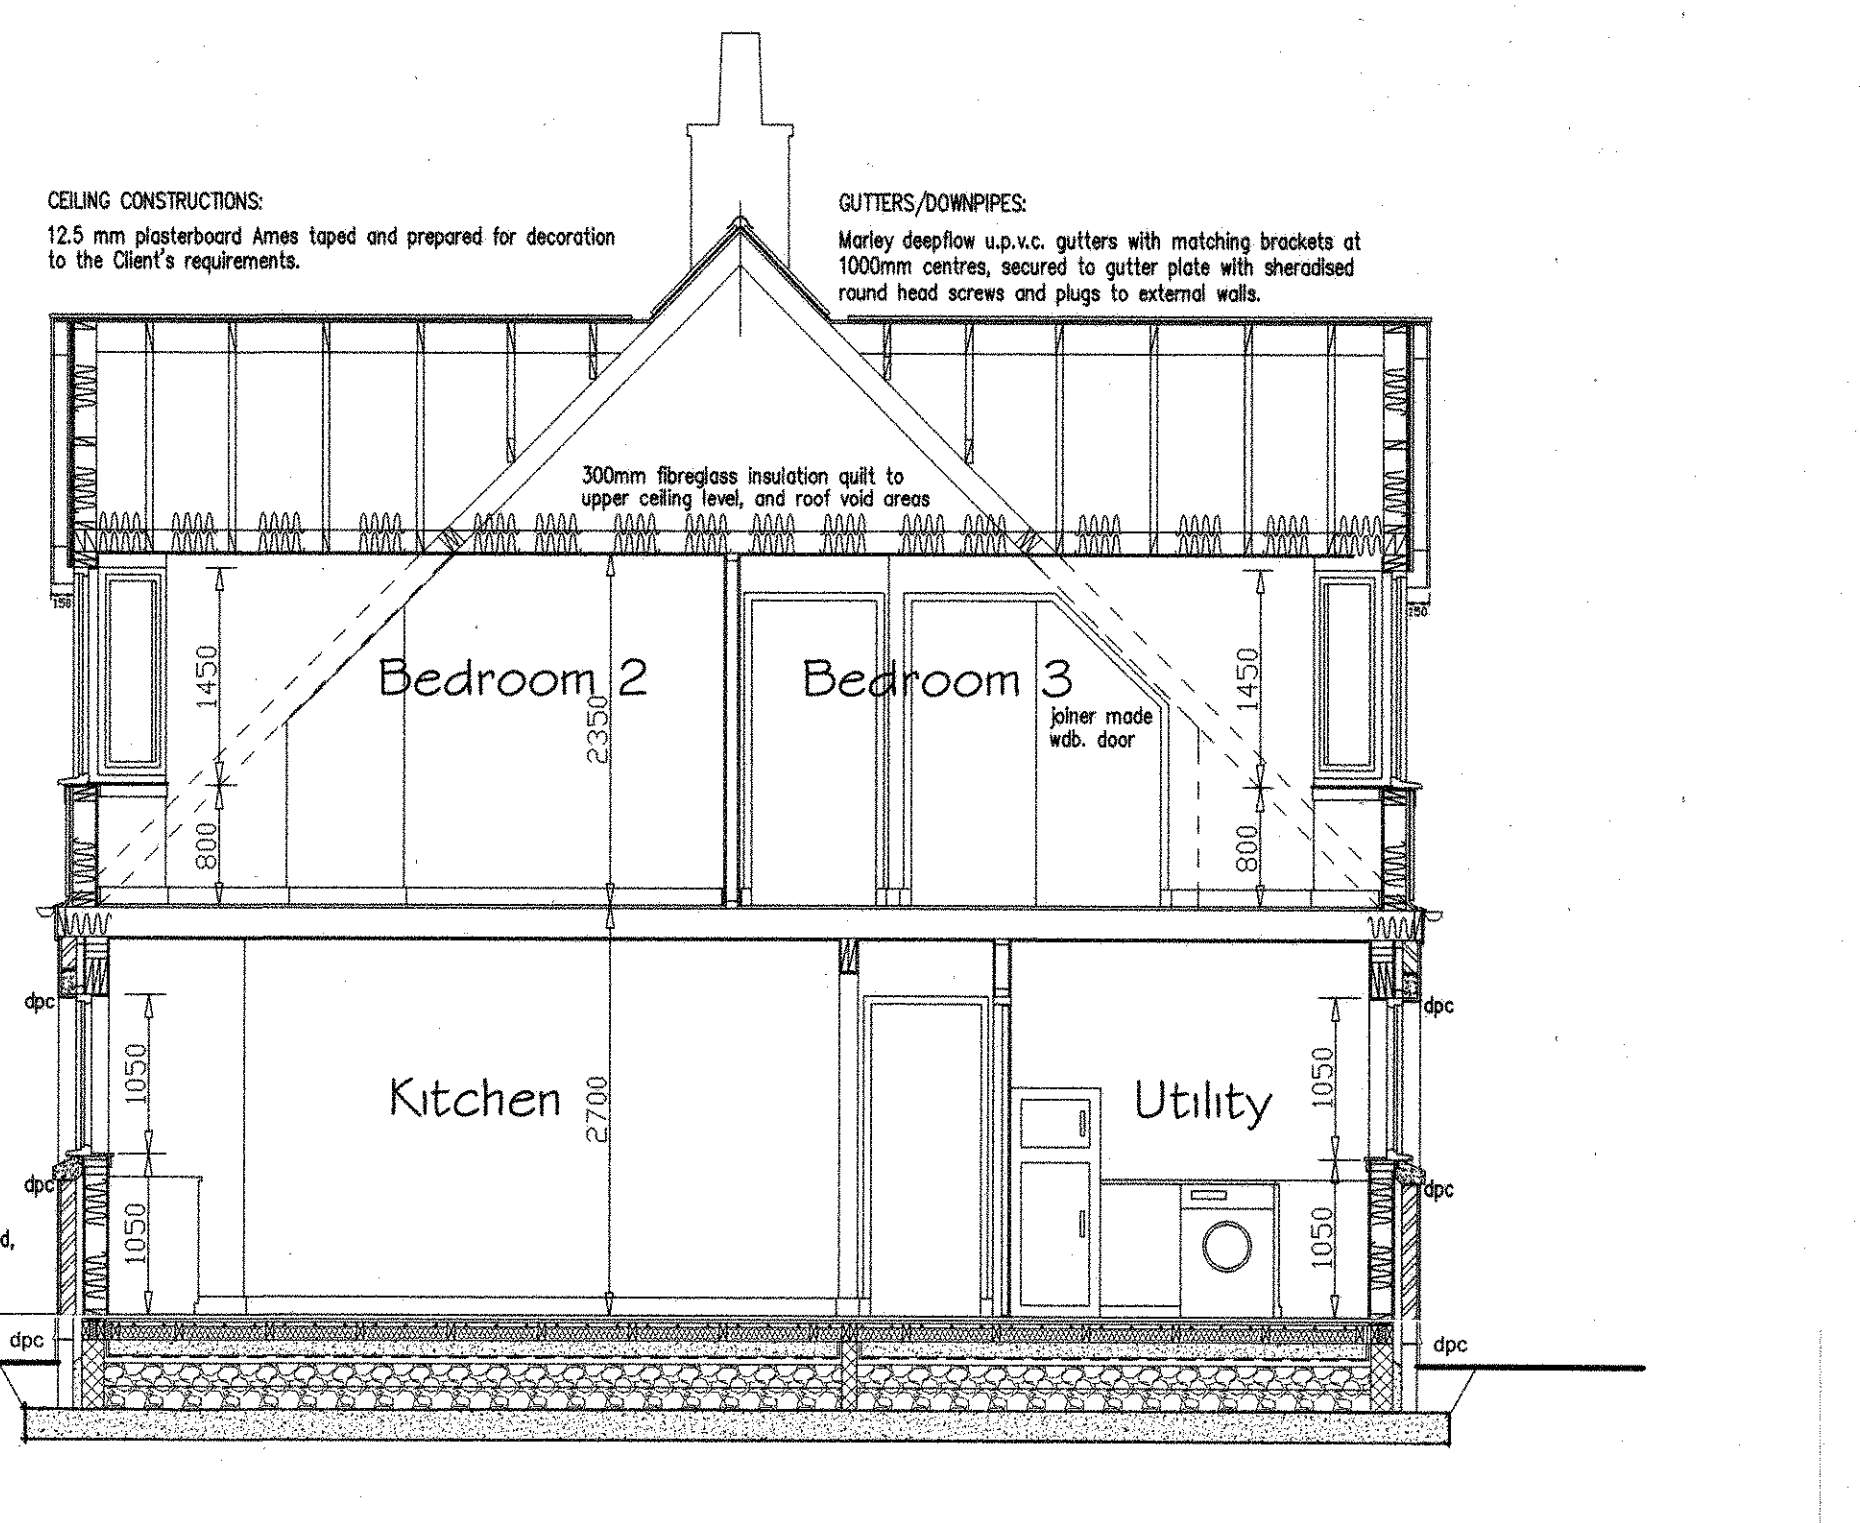 CEILING CONSTRUCTIONS:
12.5 mm plasterboard Ames taped and prepared for decoration
to the Client's requirements.
GUTTERS/DOWNPIPES:
Marley deepflow u.p.v.c. gutters with matching brackets at
1000mm centres, secured to gutter plate with sheradised
round head screws and plugs to external walls.
300mm fibreglass insulation quilt to
upper ceiling level, and roof void areas
150
150
1450
Bedroom 2
2350
Bedroom 3
1450
joiner made
wdb. door
800
800
dpc
dpc
1050
Kitchen
2700
Utility
1050
dpc
dpc
1050
1050
d,
dpc
dpc